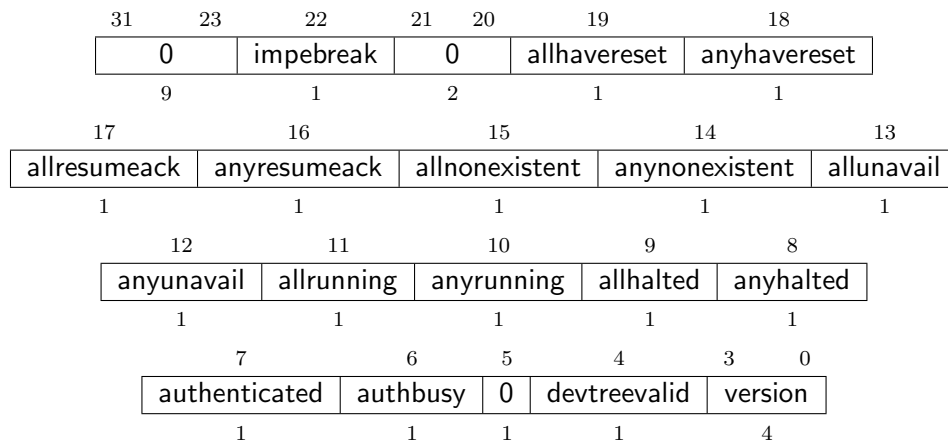 31 23 22 21 20 19 18
0 impebreak 0 allhavereset anyhavereset
9 1 2 1 1
17 16 15 14 13
allresumeack anyresumeack allnonexistent anynonexistent allunavail
1 1 1 1 1
12 11 10 9 8
anyunavail allrunning anyrunning allhalted anyhalted
1 1 1 1 1
7 6 5 4 3 0
authenticated authbusy 0 devtreevalid version
1 1 1 1 4